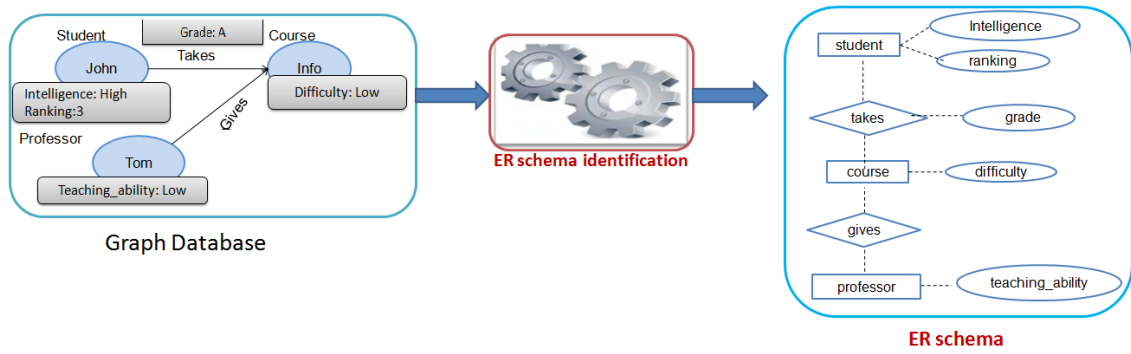 Student
Grade: A
Course
Takes
John
Info
Intelligence: High
Ranking:3
Difficulty: Low
Gives
Professor
Tom
Teaching_ability: Low
Graph Database
ER schema identification
Intelligence
student
ranking
takes
grade
course
difficulty
gives
professor
teaching_ability
ER schema